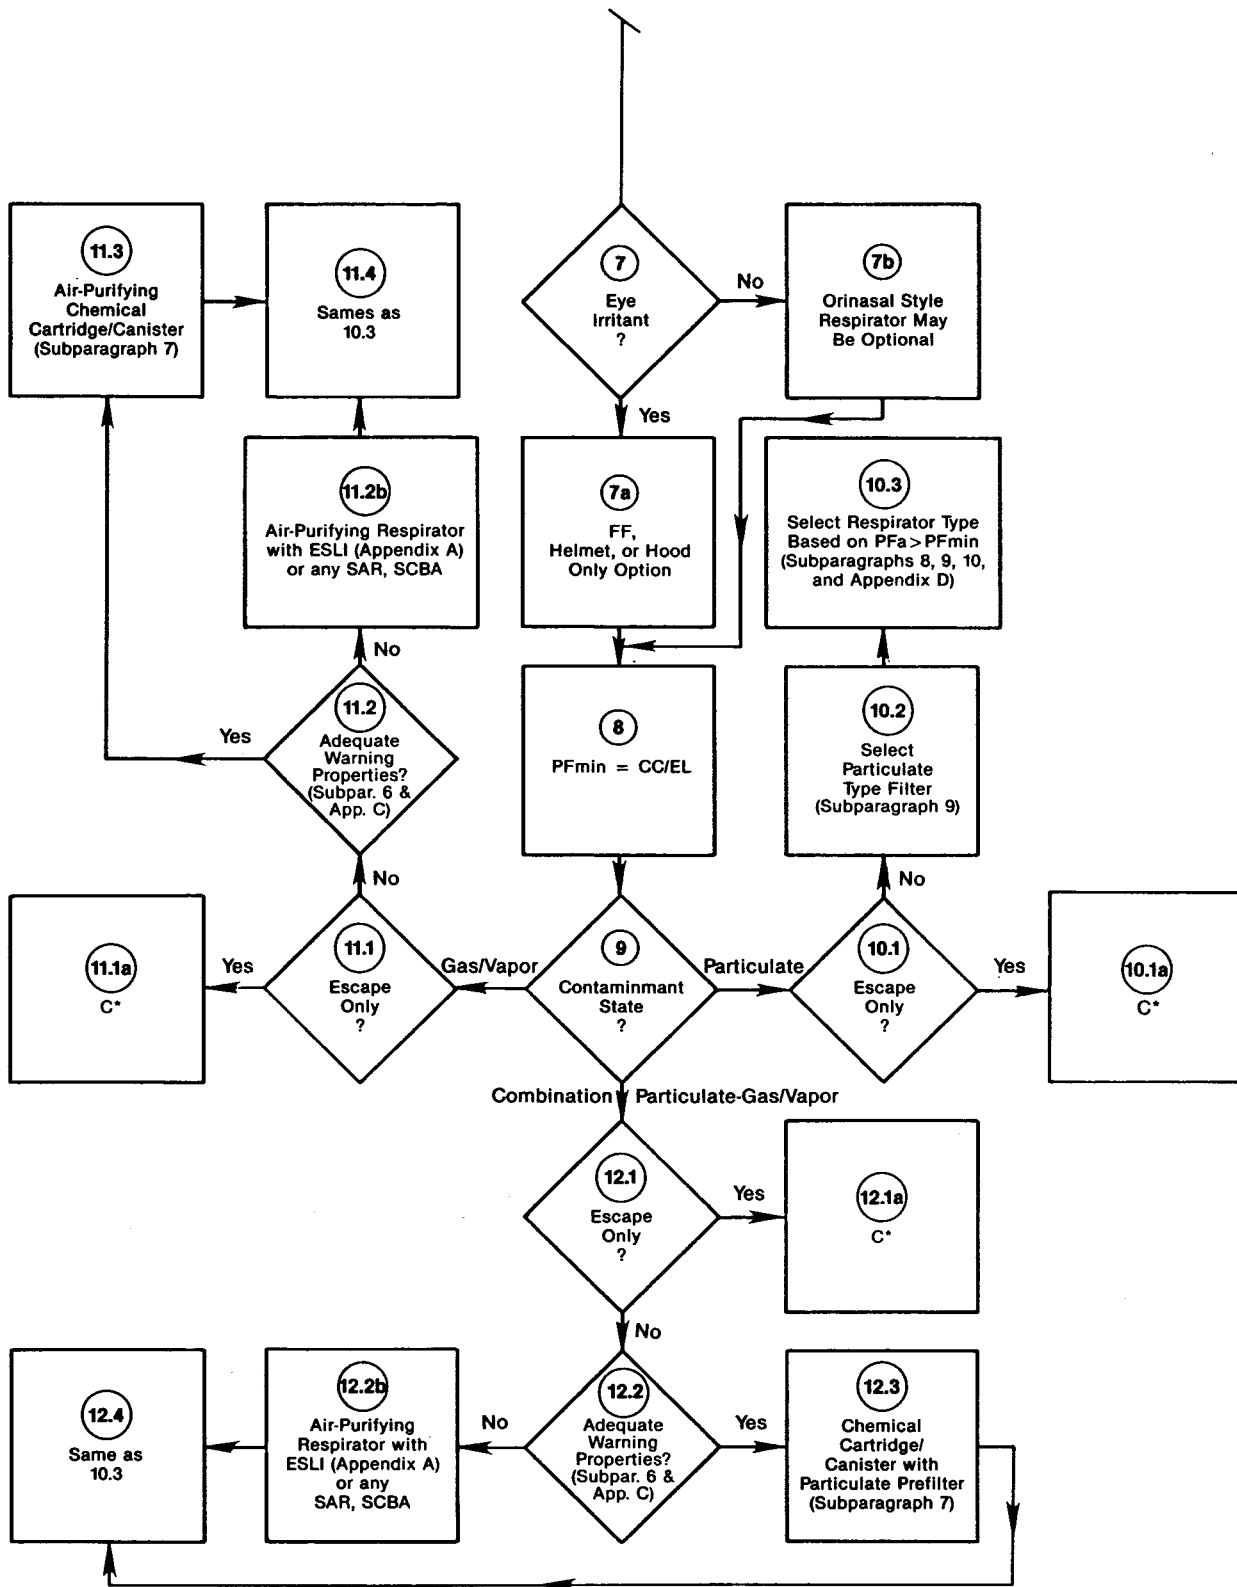 11.3
Air-Purifying
Chemical
Cartridge/Canister
(Subparagraph 7)
11.4
Sames as
10.3
7
Eye
Irritant
?
No
7b
Orinasal Style
Respirator May
Be Optional
Yes
11.2b
Air-Purifying Respirator
with ESLI (Appendix A)
or any SAR, SCBA
7a
FF,
Helmet, or Hood
Only Option
10.3
Select Respirator Type
Based on PFa>PFmin
(Subparagraphs 8, 9, 10,
and Appendix D)
No
11.2
Adequate
Warning
Properties?
(Subpar. 6 &
App. C)
Yes
8
PFmin = CC/EL
10.2
Select
Particulate
Type Filter
(Subparagraph 9)
No
No
11.1a
C*
Yes
11.1
Escape
Only
?
Gas/Vapor
9
Contaminmant
State
?
Particulate
10.1
Escape
Only
?
Yes
10.1a
C*
Combination
Particulate-Gas/Vapor
12.1
Escape
Only
?
Yes
12.1a
C*
No
12.4
Same as
10.3
12.2b
Air-Purifying
Respirator with
ESLI (Appendix A)
or any
SAR, SCBA
No
12.2
Adequate
Warning
Properties?
(Subpar. 6 &
App. C)
Yes
12.3
Chemical
Cartridge/
Canister with
Particulate Prefilter
(Subparagraph 7)